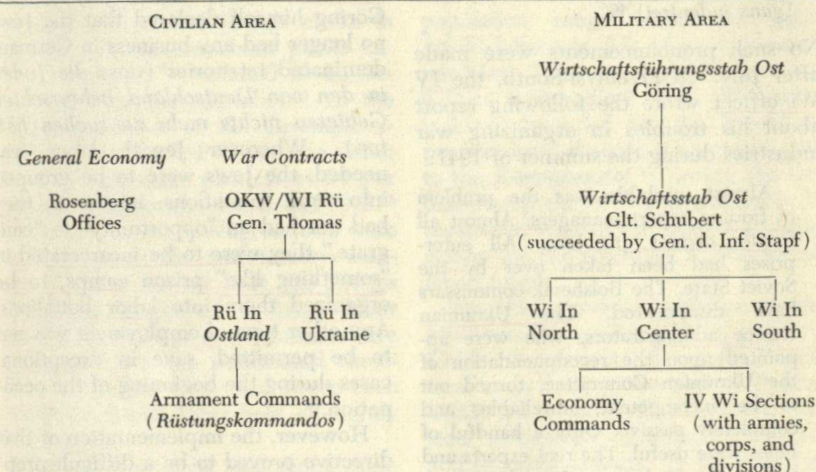 CIVILIAN AREA
General Economy
War Contracts
Rosenberg
Offices
OKW/WI Rü
Gen. Thomas
Rü In
Ostland
Rü In
Ukraine
Armament Commands
(Rüstungskommandos)
MILITARY AREA
Wirtschaftsführungsstab Ost
Göring
Wirtschaftsstab Ost
Glt. Schubert
(succeeded by Gen. d. Inf. Stapf)
Wi In
North
Wi In
Center
Wi In
South
Economy
Commands
IV Wi Sections
(with armies,
corps, and
divisions)